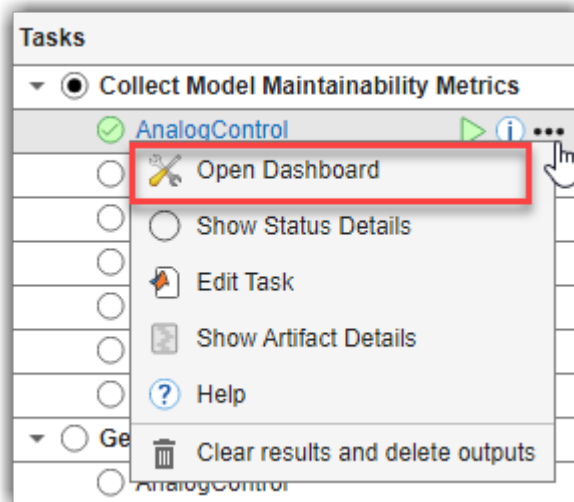 Tasks
Collect Model Maintainability Metrics
AnalogControl
Open Dashboard
Show Status Details
Edit Task
Show Artifact Details
Help
Ge
Clear results and delete outputs
AnalogControl